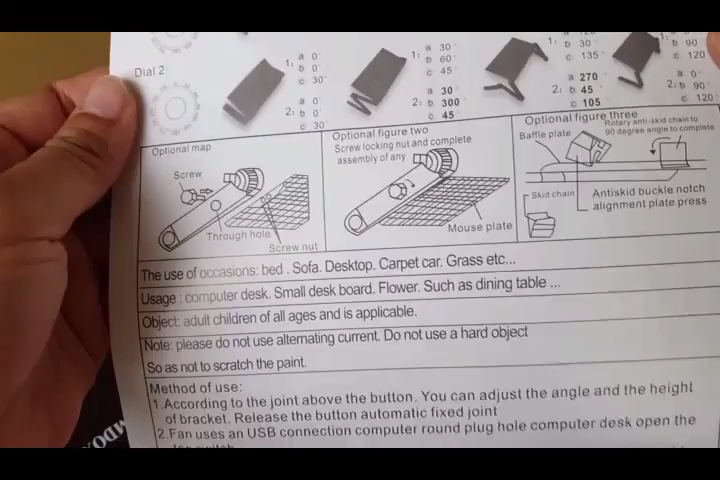 Dial 2
1: a 0°
b 0°
c 30°
2: a 0°
b 0°
c 30
1: a 30°
b 60°
c 45°
2: a 30
b 300
c 45
1: b 30°
c 135°
2: a 270
b 45
c 105
1: b 90
c 120
2: a 0°
b 90°
c 120
Optional map
Screw
Through hole
Screw nut
Optional figure two
Screw locking nut and complete
assembly of any
Mouse plate
Optional figure three
Baffle plate
Rotary anti-skid chain to
90 degree angle to complete
Skid chain
Antiskid buckle notch
alignment plate press
The use of occasions: bed . Sofa. Desktop. Carpet car. Grass etc...
Usage : computer desk. Small desk board. Flower. Such as dining table ...
Object: adult children of all ages and is applicable.
Note: please do not use alternating current. Do not use a hard object
So as not to scratch the paint.
Method of use:
1.According to the joint above the button. You can adjust the angle and the height
of bracket. Release the button automatic fixed joint
2.Fan uses an USB connection computer round plug hole computer desk open the